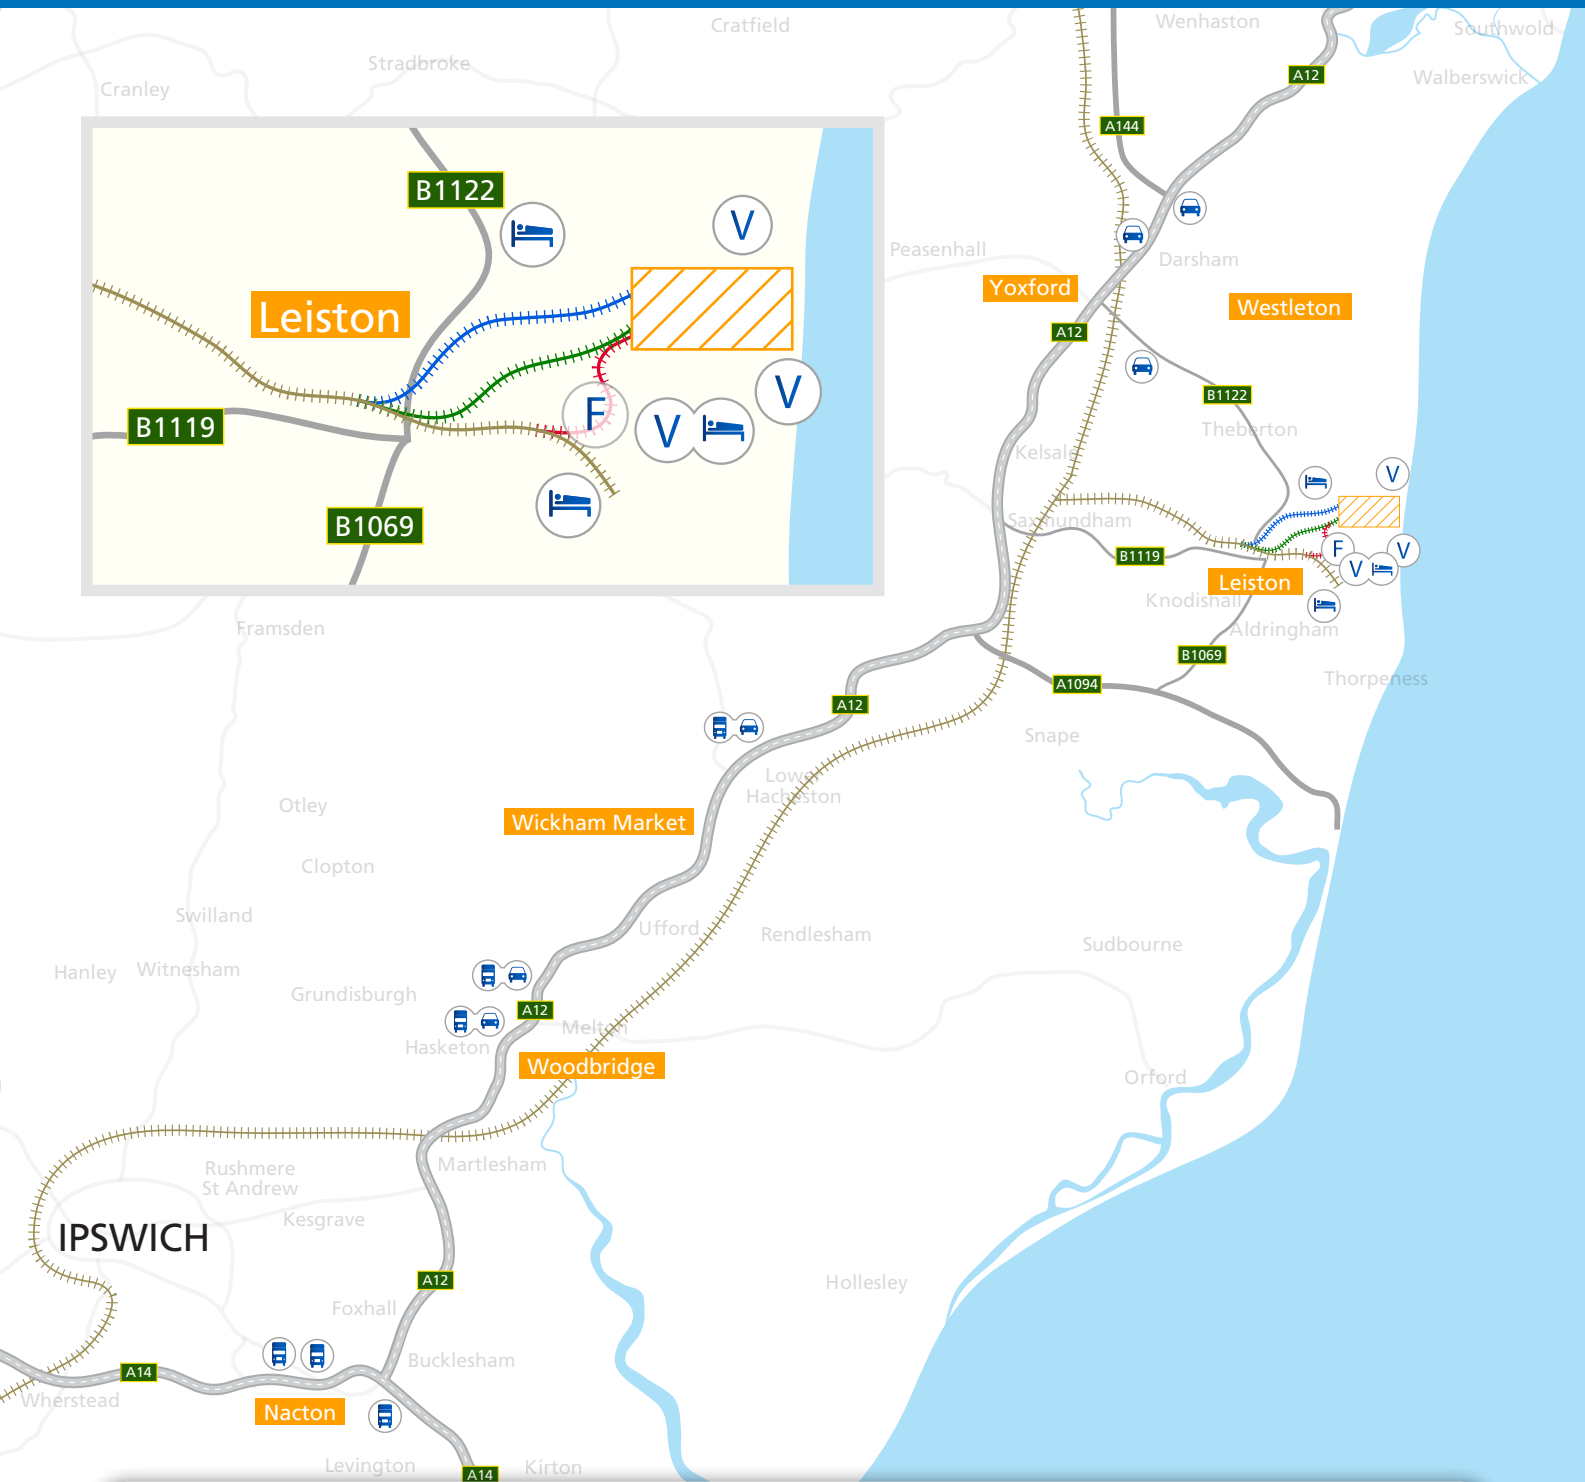 Cratfield
Wenhaston
Southwold
Stradbroke
A12
Walberswick
Cranley
A144
B1122
V
Peasenhall
Darsham
Yoxford
Westleton
Leiston
A12
V
B1122
F
V
B1119
Theberton
Kelsale
V
B1069
Saxmundham
F
V
B1119
V
Leiston
Knodishall
Framsden
Aldringham
B1069
Thorpeness
A1094
A12
Snape
Lower
Hacheston
Otley
Wickham Market
Clopton
Swilland
Ufford
Rendlesham
Sudbourne
Hanley
Witnesham
Grundisburgh
A12
Melton
Hasketon
Woodbridge
Orford
Martlesham
Rushmere
St Andrew
Kesgrave
IPSWICH
A12
Hollesley
Foxhall
Bucklesham
A14
Wherstead
Nacton
Levington
Kirton
A14